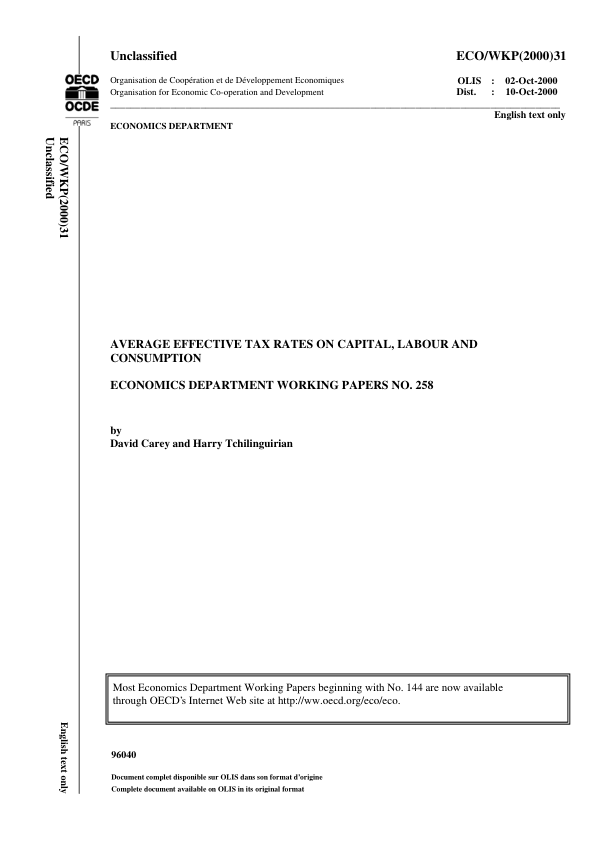 Unclassified ECO/WKP(2000)31
Organisation de Coopération et de Développement Economiques OLIS : 02-Oct-2000
Organisation for Economic Co-operation and Development Dist. : 10-Oct-2000
English text only
ECONOMICS DEPARTMENT
OECD
OCDE
PARIS
ECO/WKP(2000)31
Unclassified
AVERAGE EFFECTIVE TAX RATES ON CAPITAL, LABOUR AND
CONSUMPTION
ECONOMICS DEPARTMENT WORKING PAPERS NO. 258
by
David Carey and Harry Tchilinguirian
Most Economics Department Working Papers beginning with No. 144 are now available
through OECD's Internet Web site at http://ww.oecd.org/eco/eco.
English text only
96040
Document complet disponible sur OLIS dans son format d'origine
Complete document available on OLIS in its original format